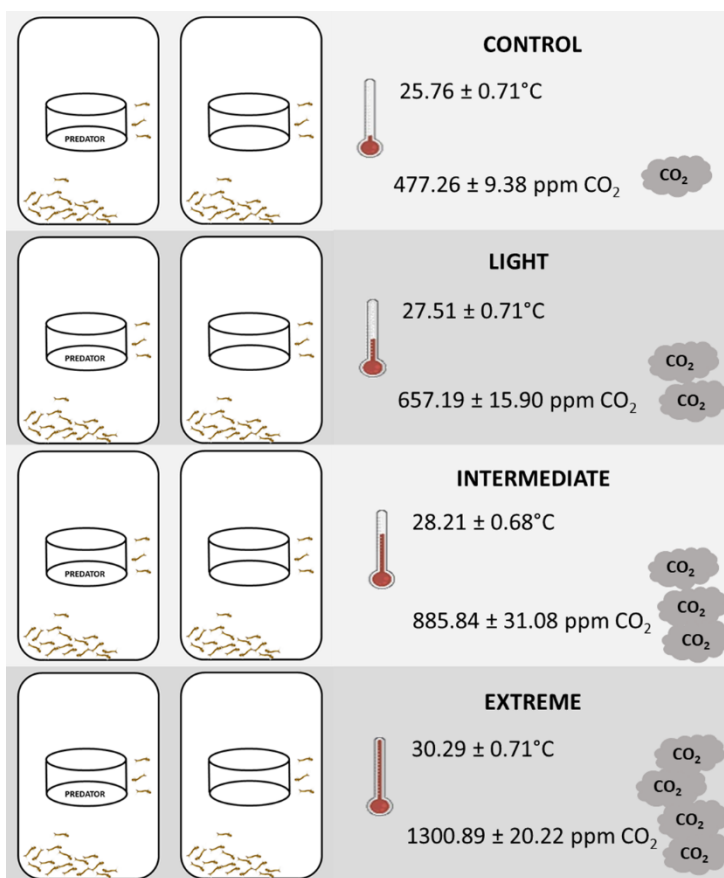 CONTROL
25.76 ± 0.71°C
PREDATOR
477.26 ± 9.38 ppm CO₂
CO₂
LIGHT
27.51 ± 0.71°C
PREDATOR
CO₂
657.19 ± 15.90 ppm CO₂
CO₂
INTERMEDIATE
28.21 ± 0.68°C
PREDATOR
CO₂
CO₂
885.84 ± 31.08 ppm CO₂
CO₂
EXTREME
30.29 ± 0.71°C
CO₂
CO₂
PREDATOR
CO₂
1300.89 ± 20.22 ppm CO₂
CO₂